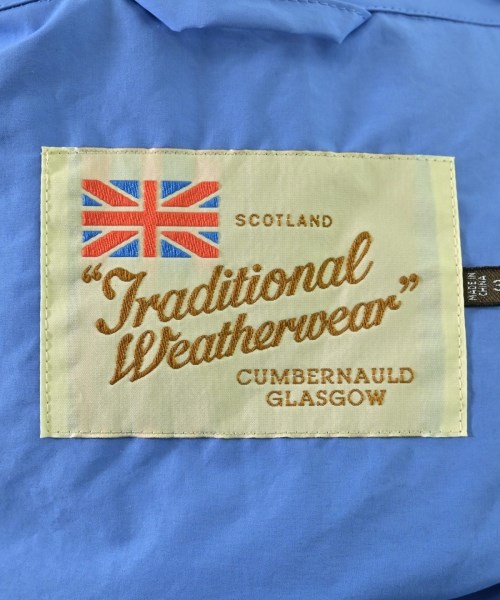 SCOTLAND
“Traditional
Weatherwear”
CUMBERNAULD
GLASGOW
MADE IN
CHINA